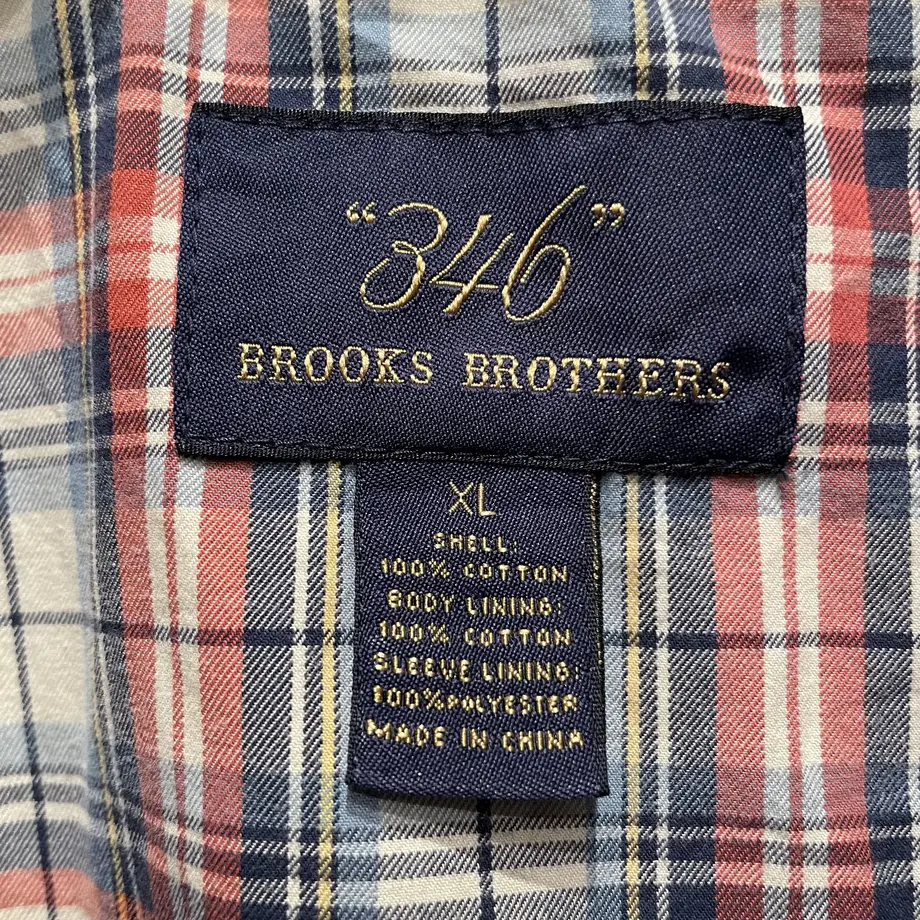 “346”
BROOKS BROTHERS
XL
SHELL:
100% COTTON
BODY LINING:
100% COTTON
SLEEVE LINING:
100%POLYESTER
MADE IN CHINA